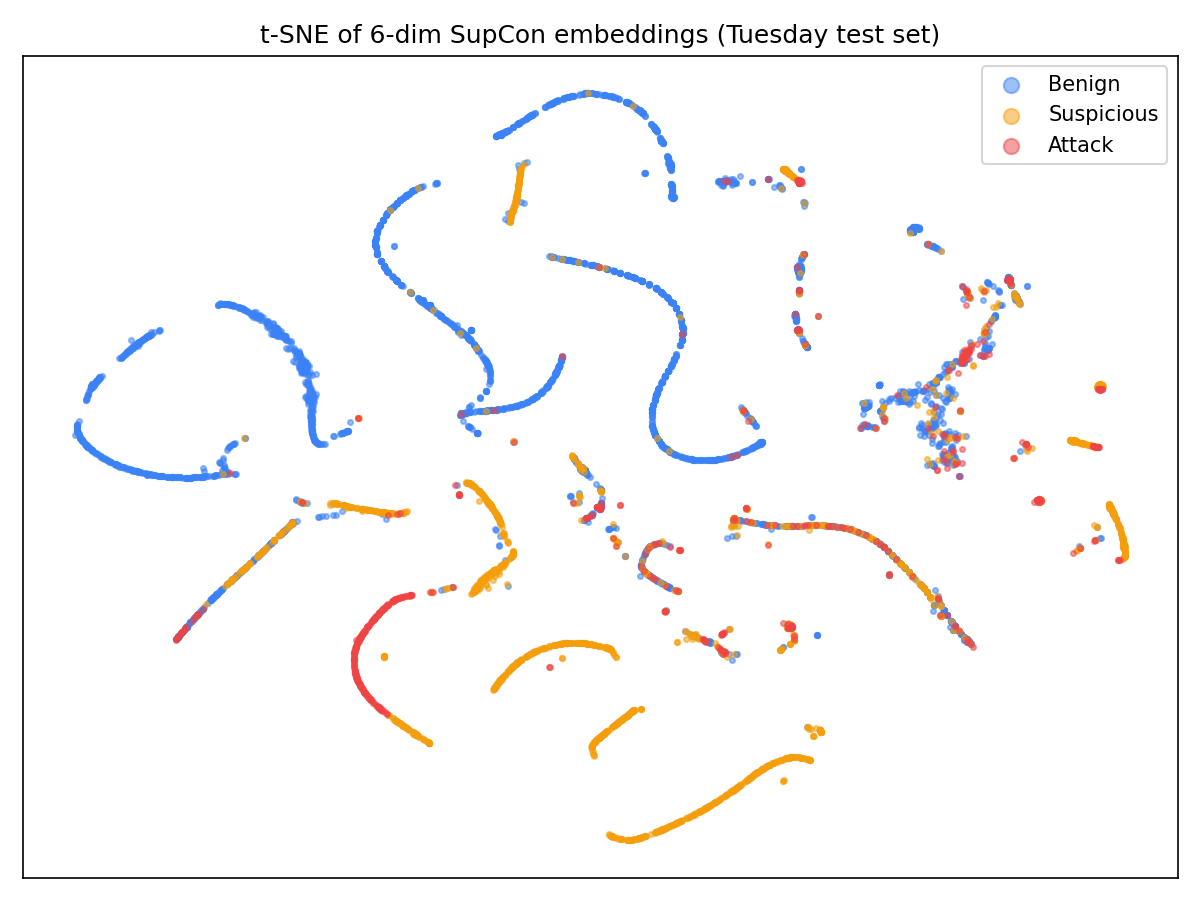 t-SNE of 6-dim SupCon embeddings (Tuesday test set)
Benign
Suspicious
Attack